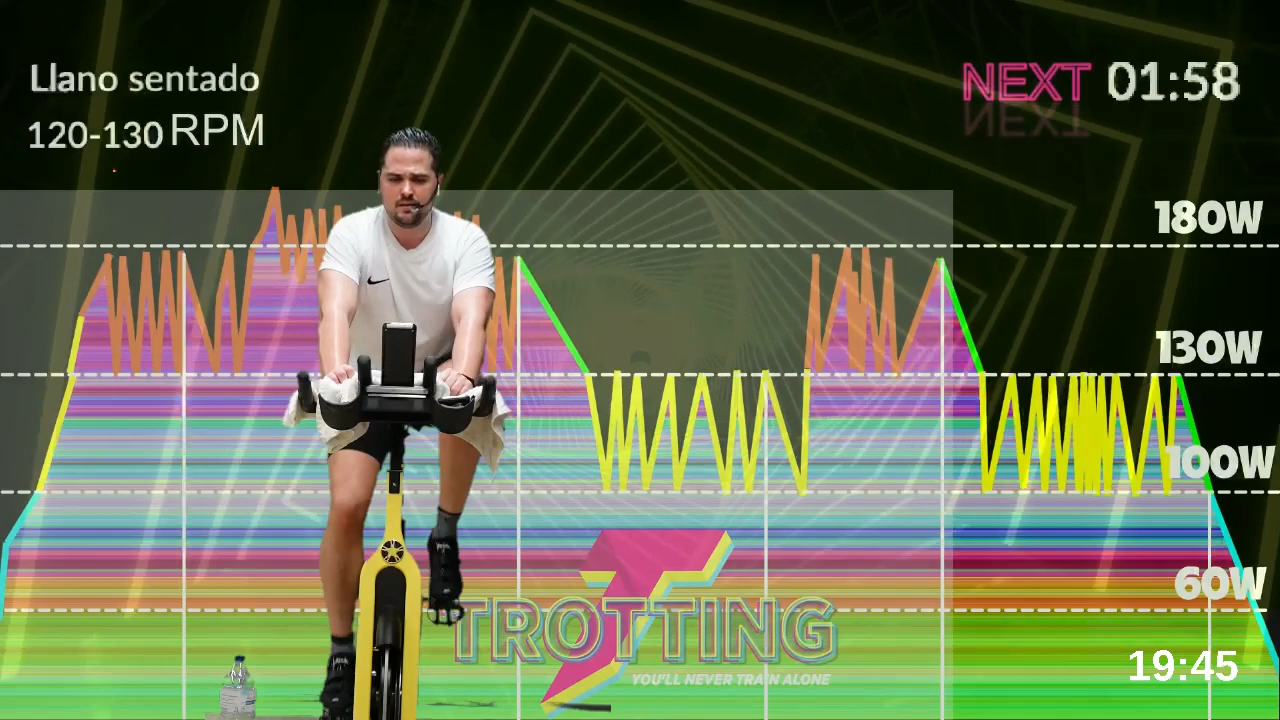 Llano sentado
120-130 RPM
NEXT 01:58
180W
130W
100W
60W
TROTTING
YOU'LL NEVER TRAIN ALONE
19:45